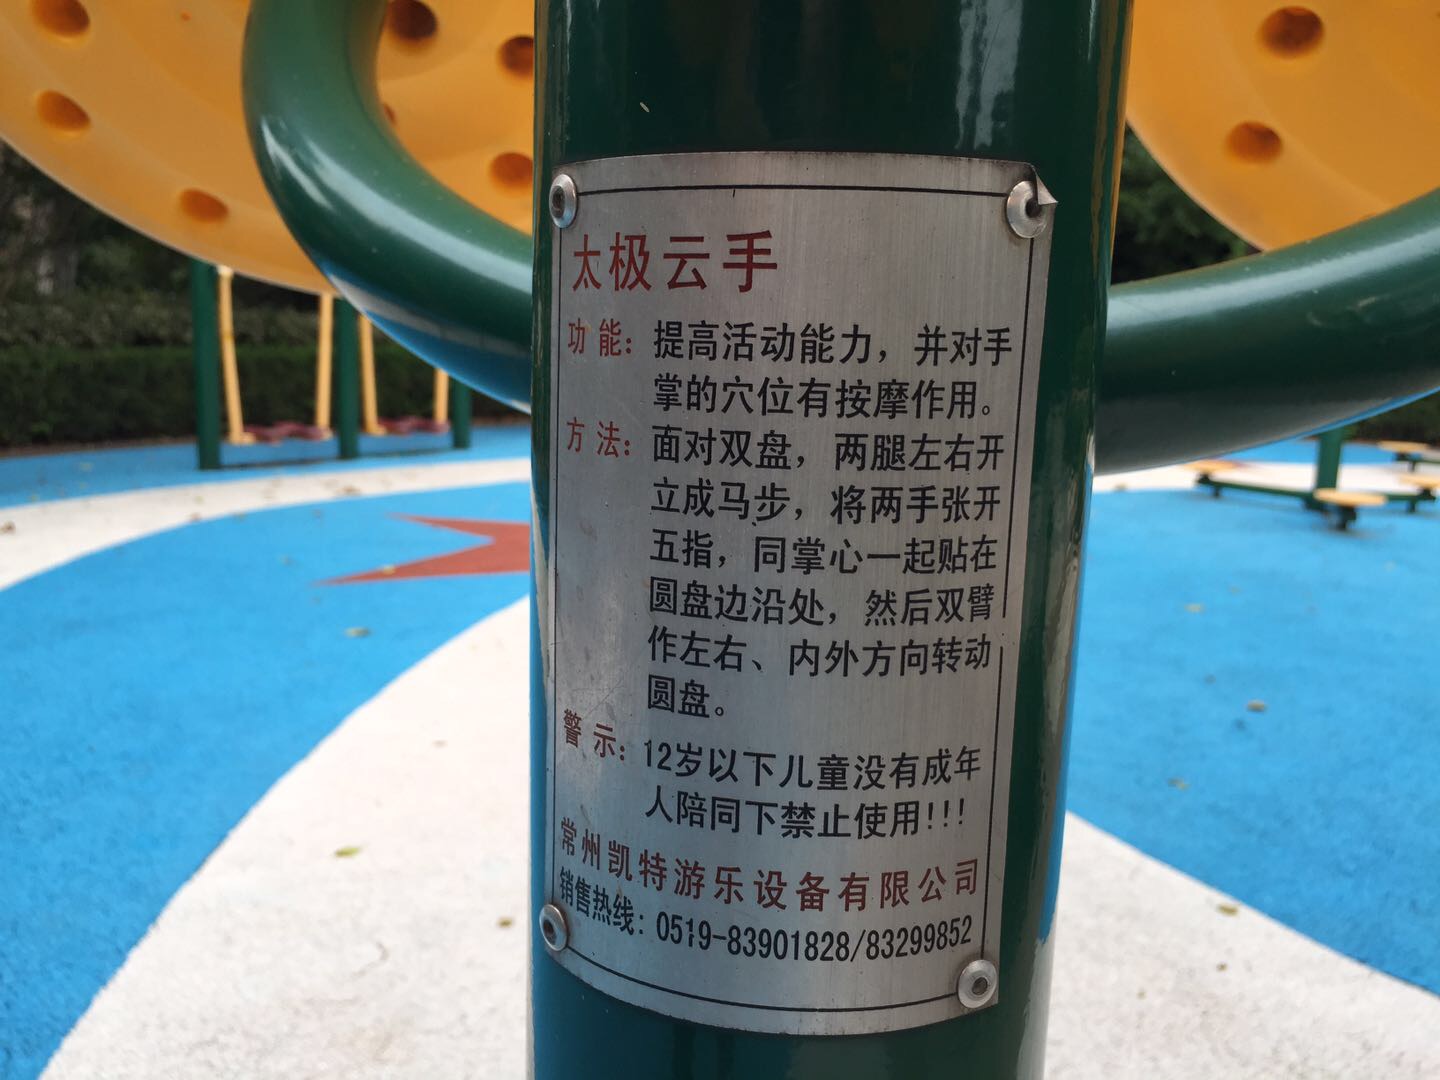 太极云手
功能：提高活动能力，并对手
掌的穴位有按摩作用。
方法：面对双盘，两腿左右开
立成马步，将两手张开
五指，同掌心一起贴在
圆盘边沿处，然后双臂
作左右、内外方向转动
圆盘。
警示：12岁以下儿童没有成年
人陪同下禁止使用!!!
常州凯特游乐设备有限公司
销售热线：0519-83901828/83299852